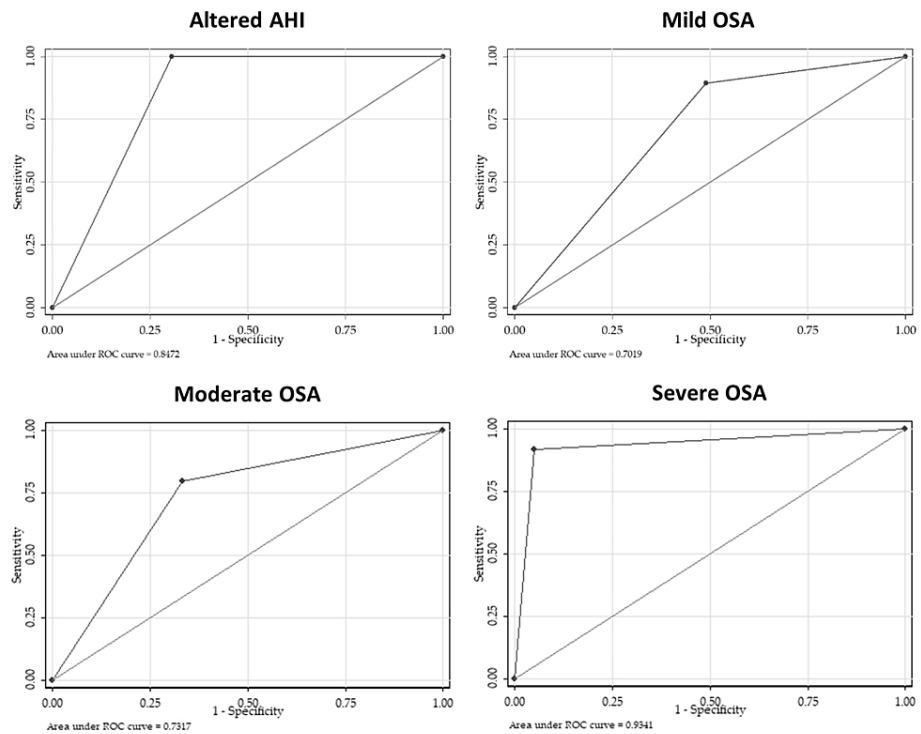 Altered AHI
Mild OSA
Sensitivity
1.00
0.75
0.50
0.25
0.00
0.00 0.25 0.50 0.75 1.00
1 - Specificity
Area under ROC curve = 0.8472
Sensitivity
1.00
0.75
0.50
0.25
0.00
0.00 0.25 0.50 0.75 1.00
1 - Specificity
Area under ROC curve = 0.7019
Moderate OSA
Severe OSA
Sensitivity
1.00
0.75
0.50
0.25
0.00
0.00 0.25 0.50 0.75 1.00
1 - Specificity
Area under ROC curve = 0.7317
Sensitivity
1.00
0.75
0.50
0.25
0.00
0.00 0.25 0.50 0.75 1.00
1 - Specificity
Area under ROC curve = 0.9341